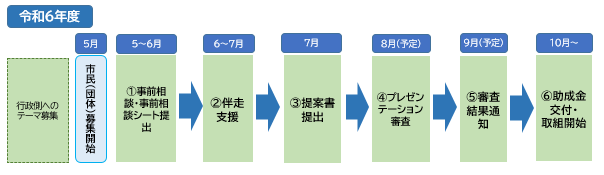 令和6年度
5月
5～6月
6～7月
7月
8月(予定)
9月(予定)
10月～
行政側への
テーマ募集
市民(団体)募集開始
①事前相
談・事前相
談シート提
出
②伴走
支援
③提案書
提出
④プレゼン
テーション
審査
⑤審査
結果通
知
⑥助成金
交付・
取組開始